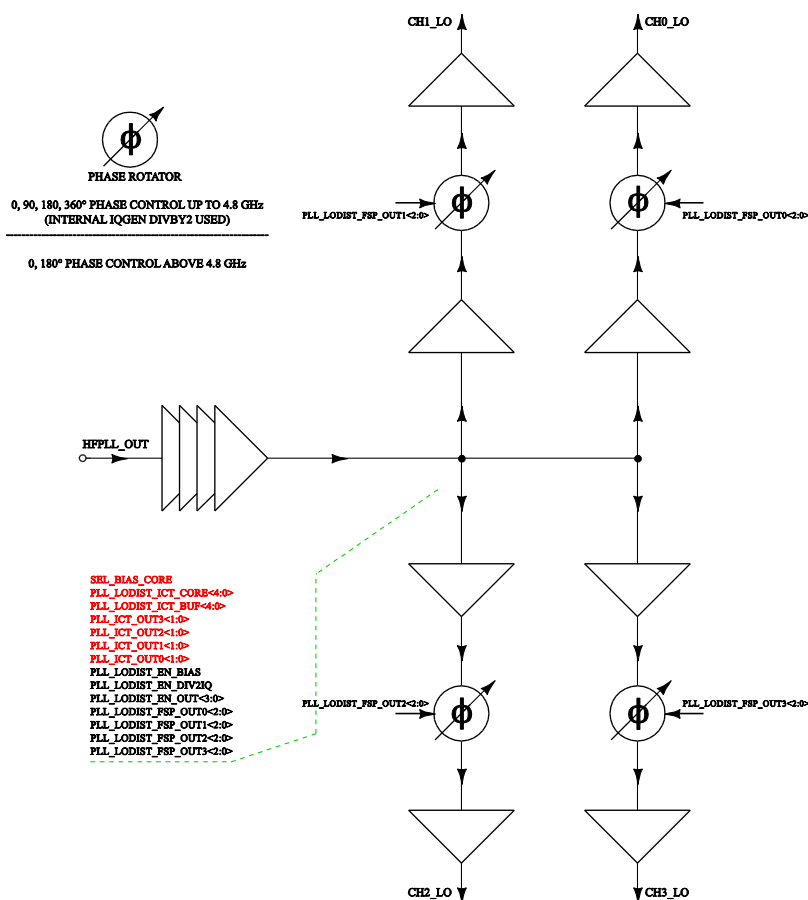 CH1_LO
CH0_LO
ϕ
PHASE ROTATOR
0, 90, 180, 360° PHASE CONTROL UP TO 4.8 GHz
(INTERNAL IQGEN DIVBY2 USED)
0, 180° PHASE CONTROL ABOVE 4.8 GHz
PLL_LODIST_FSP_OUT1<2:0>
ϕ
ϕ
PLL_LODIST_FSP_OUT0<2:0>
HFPLL_OUT
SEL_BIAS_CORE
PLL_LODIST_ICT_CORE<4:0>
PLL_LODIST_ICT_BUF<4:0>
PLL_ICT_OUT3<1:0>
PLL_ICT_OUT2<1:0>
PLL_ICT_OUT1<1:0>
PLL_ICT_OUT0<1:0>
PLL_LODIST_EN_BIAS
PLL_LODIST_EN_DIV2IQ
PLL_LODIST_EN_OUT<3:0>
PLL_LODIST_FSP_OUT0<2:0>
PLL_LODIST_FSP_OUT1<2:0>
PLL_LODIST_FSP_OUT2<2:0>
PLL_LODIST_FSP_OUT3<2:0>
PLL_LODIST_FSP_OUT2<2:0>
ϕ
ϕ
PLL_LODIST_FSP_OUT3<2:0>
CH2_LO
CH3_LO